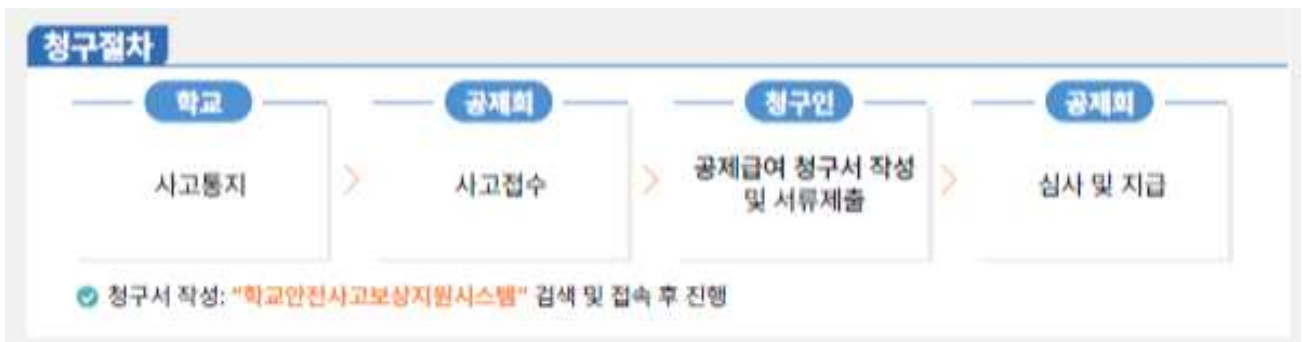 청구절차
학교
사고통지
공제회
사고접수
청구인
공제급여 청구서 작성
및 서류제출
공제회
심사 및 지급
청구서 작성: "학교안전사고보상지원시스템" 검색 및 접속 후 진행